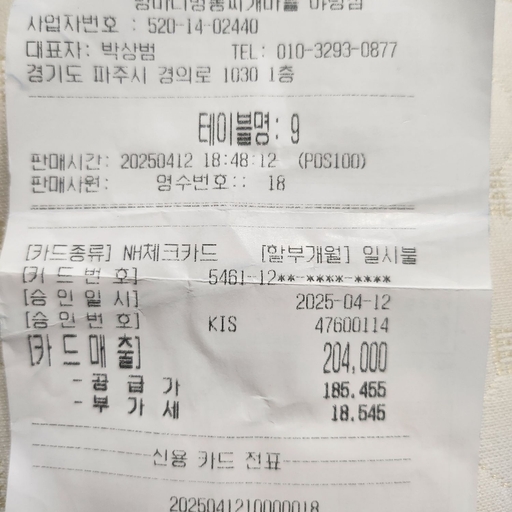 사업자번호 : 520-14-02440
대표자: 박상범 TEL: 010-3293-0877
경기도 파주시 경의로 1030 1층
테이블명: 9
판매시간: 20250412 18:48:12 (POS100)
판매사원: 영수번호:: 18
[카드종류] NH체크카드 [할부개월] 일시불
[카드번호] 5461-12**-****-****
[승인일시] 2025-04-12
[승인번호] KIS 47600114
[카드매출] 204,000
- 공급가 185,455
- 부가세 18,545
신용 카드 전표
2025041210000018